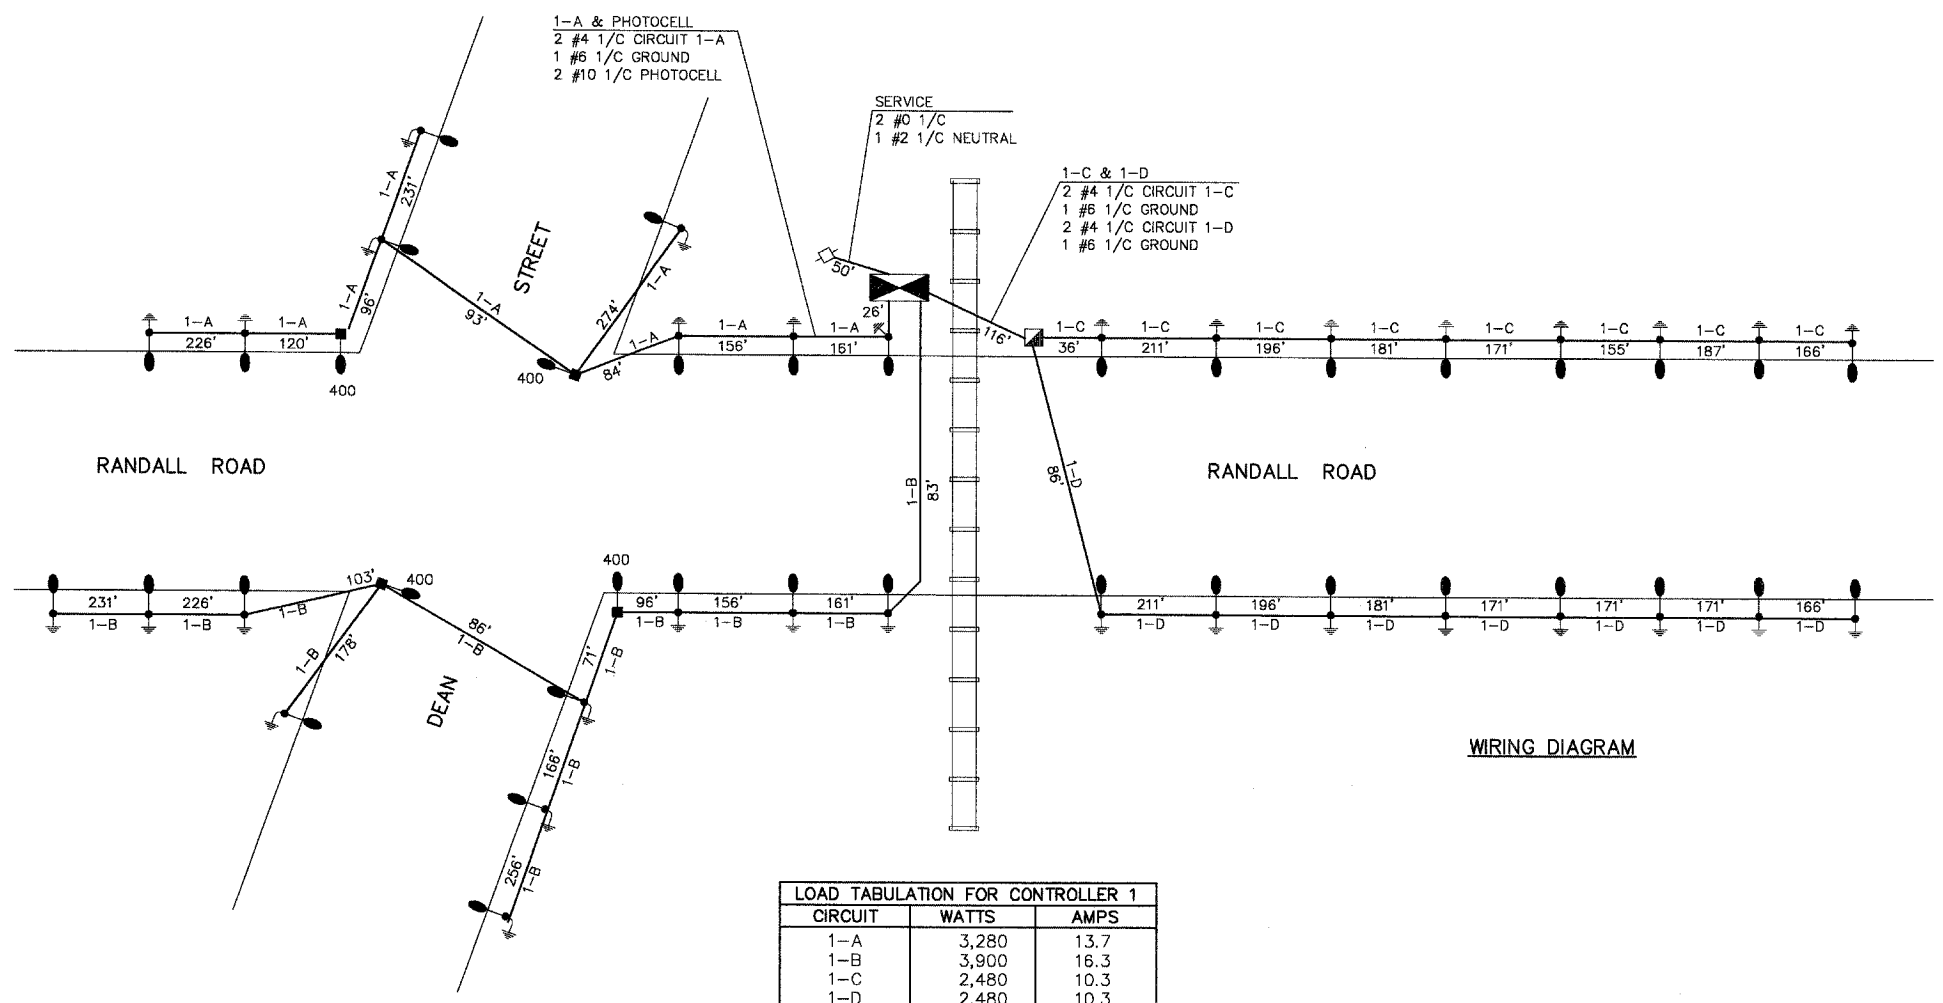 1-A & PHOTOCELL
2 #4 1/C CIRCUIT 1-A
1 #6 1/C GROUND
2 #10 1/C PHOTOCELL
SERVICE
2 #0 1/C
1 #2 1/C NEUTRAL
1-C & 1-D
2 #4 1/C CIRCUIT 1-C
1 #6 1/C GROUND
2 #4 1/C CIRCUIT 1-D
1 #6 1/C GROUND
1-A
231'
1-A
96'
1-A
93'
STREET
274'
1-A
50'
26'
116'
1-A
226'
1-A
120'
400
400
84'
1-A
1-A
156'
1-A
161'
1-C
36'
1-C
211'
1-C
196'
1-C
181'
1-C
171'
1-C
155'
1-C
187'
1-C
166'
RANDALL ROAD
RANDALL ROAD
1-B
83'
1-D
86'
231'
1-B
226'
1-B
103'
1-B
400
400
96'
1-B
156'
1-B
161'
1-B
211'
1-D
196'
1-D
181'
1-D
171'
1-D
171'
1-D
171'
1-D
166'
1-D
1-B
178'
86'
1-B
71'
1-B
DEAN
166'
1-B
256'
1-B
WIRING DIAGRAM
LOAD TABULATION FOR CONTROLLER 1
CIRCUIT WATTS AMPS
1-A 3,280 13.7
1-B 3,900 16.3
1-C 2,480 10.3
1-D 2,480 10.3